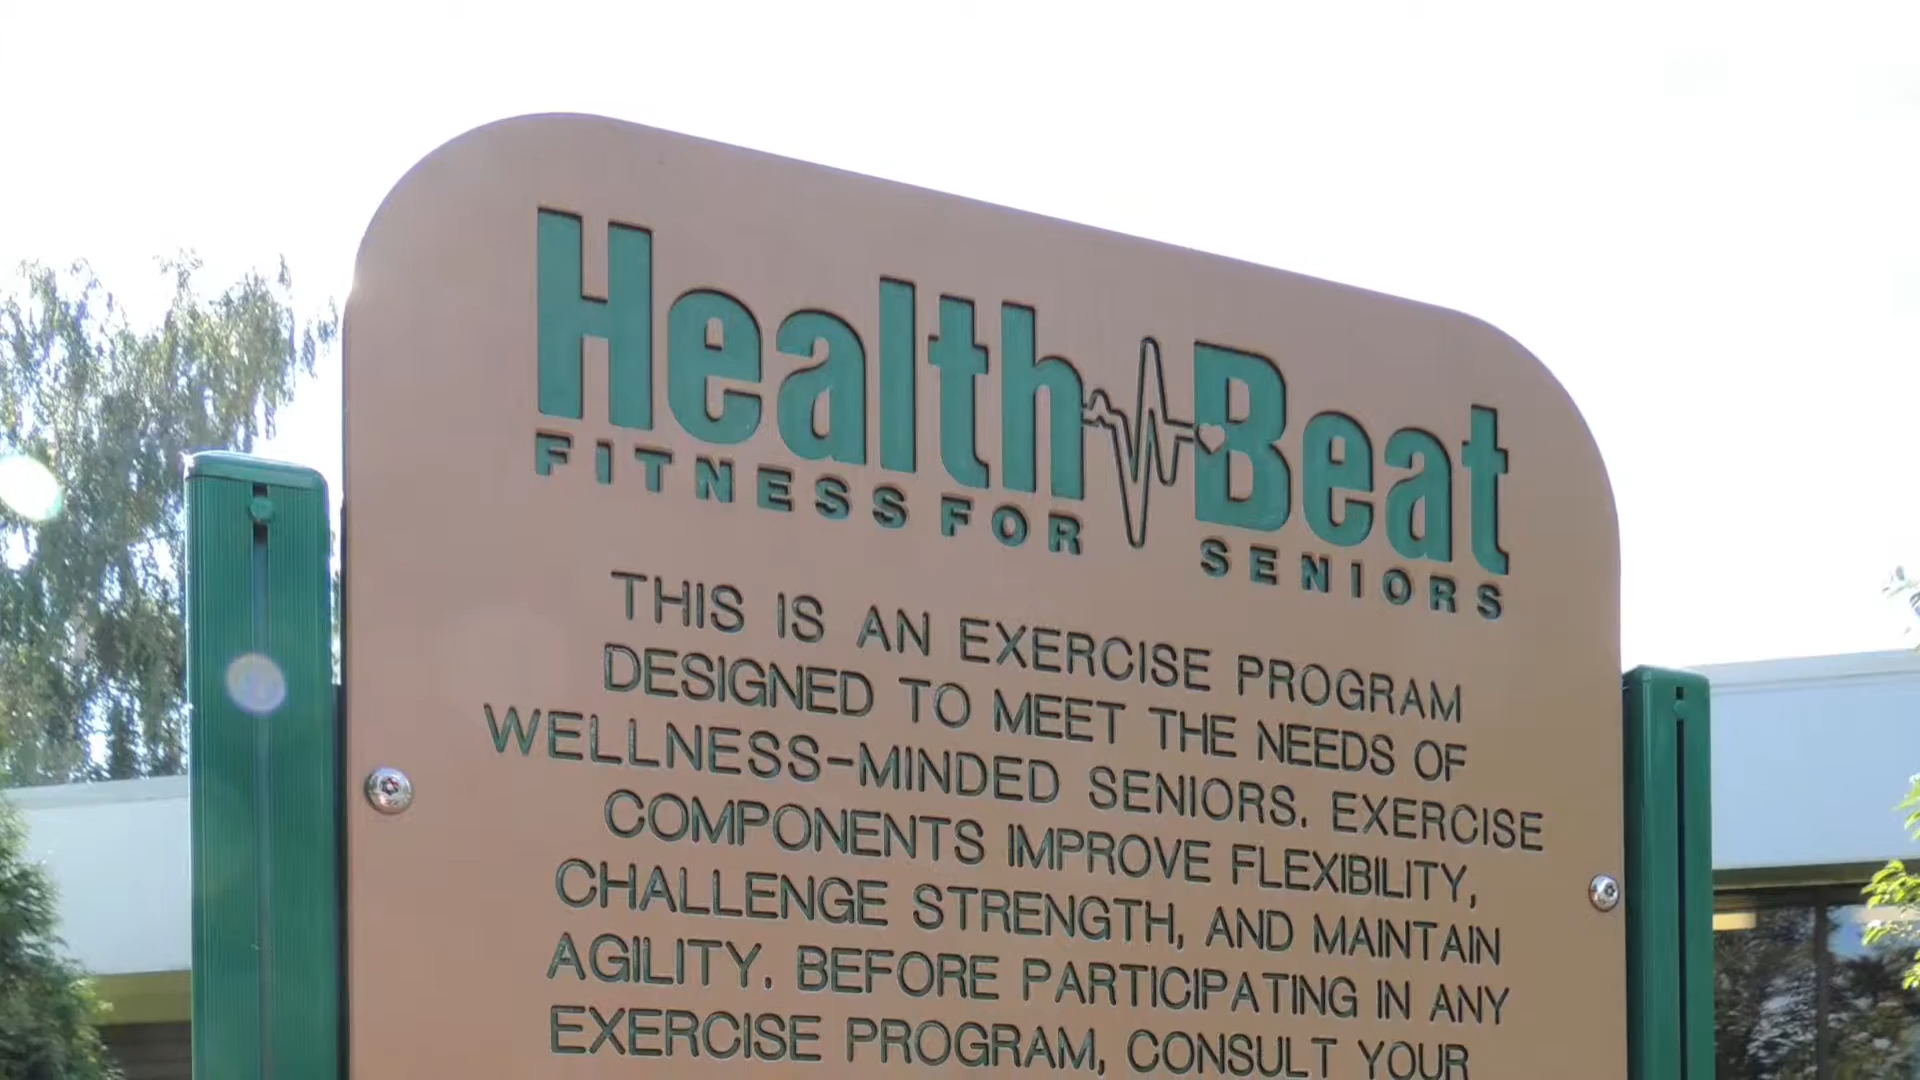 Health Beat
FITNESS FOR SENIORS
THIS IS AN EXERCISE PROGRAM
DESIGNED TO MEET THE NEEDS OF
WELLNESS-MINDED SENIORS. EXERCISE
COMPONENTS IMPROVE FLEXIBILITY,
CHALLENGE STRENGTH, AND MAINTAIN
AGILITY. BEFORE PARTICIPATING IN ANY
EXERCISE PROGRAM, CONSULT YOUR